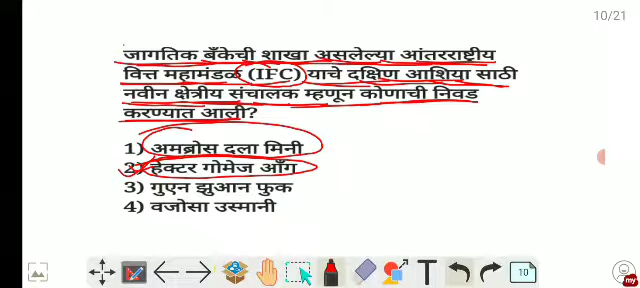 10/21
जागतिक बँकेची शाखा असलेल्या आंतरराष्ट्रीय
वित्त महामंडळ (IFC) याचे दक्षिण आशिया साठी
नवीन क्षेत्रीय संचालक म्हणून कोणाची निवड
करण्यात आली?
1) अमब्रोस दला मिनी
2) हेक्टर गोमेज ऑंग
3) गुएन झुआन फुक
4) वजोसा उस्मानी
T
10
my